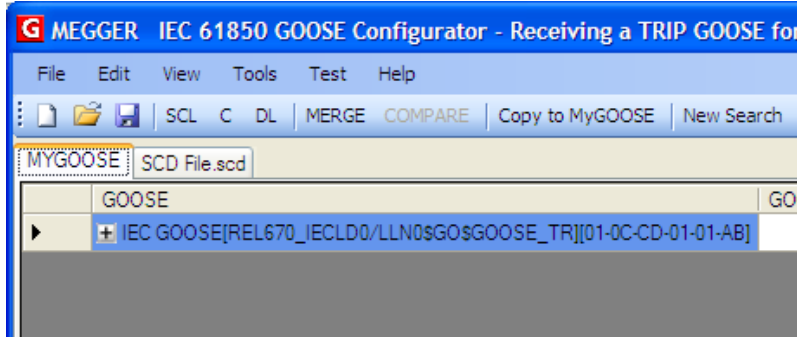 G MEGGER IEC 61850 GOOSE Configurator - Receiving a TRIP GOOSE for
File Edit View Tools Test Help
SCL C DL MERGE COMPARE Copy to MyGOOSE New Search
MYGOOSE SCD File.scd
GOOSE GO
IEC GOOSE[REL670_IECLD0/LLN0$GO$GOOSE_TR][01-0C-CD-01-01-AB]